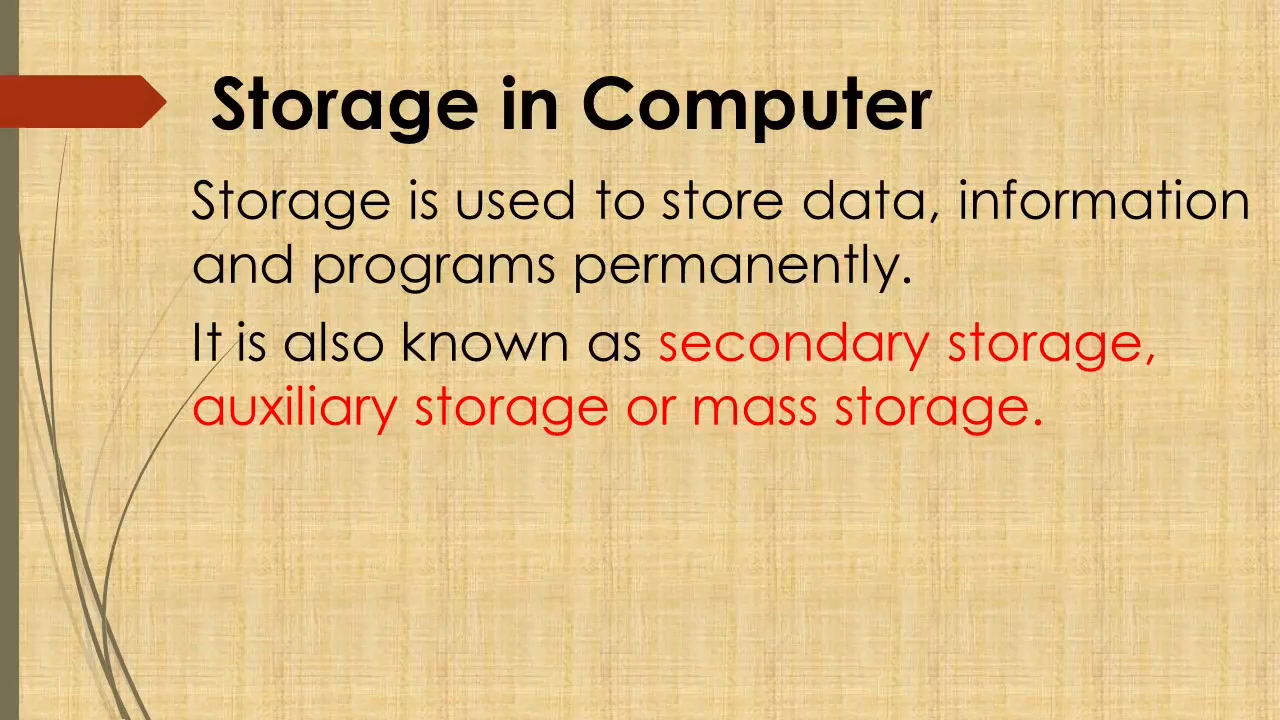 Storage in Computer
Storage is used to store data, information
and programs permanently.
It is also known as secondary storage,
auxiliary storage or mass storage.